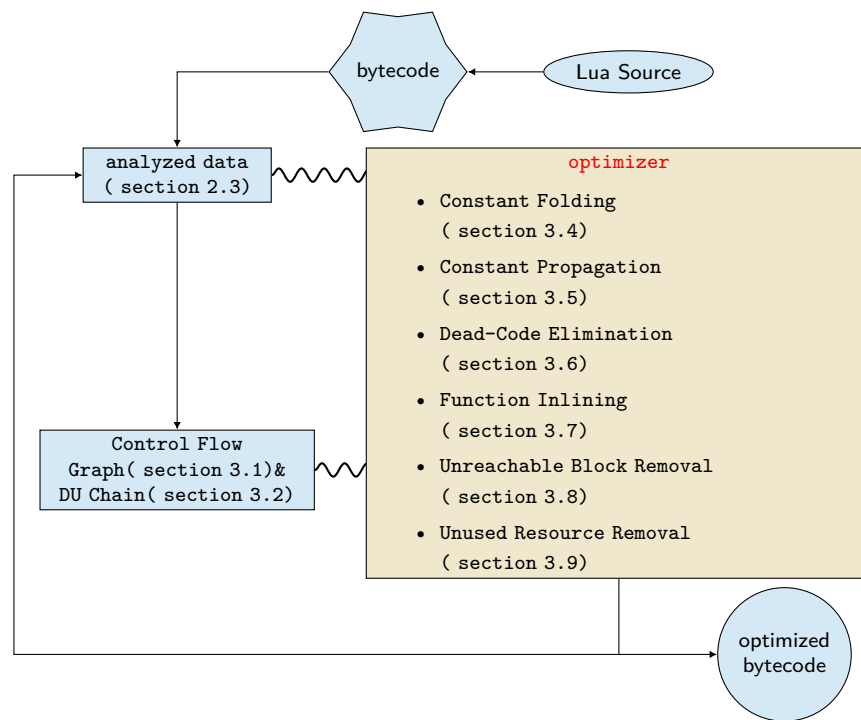 bytecode
Lua Source
analyzed data
( section 2.3)
optimizer
• Constant Folding
( section 3.4)
• Constant Propagation
( section 3.5)
• Dead-Code Elimination
( section 3.6)
• Function Inlining
( section 3.7)
• Unreachable Block Removal
( section 3.8)
• Unused Resource Removal
( section 3.9)
Control Flow
Graph( section 3.1)&
DU Chain( section 3.2)
optimized
bytecode